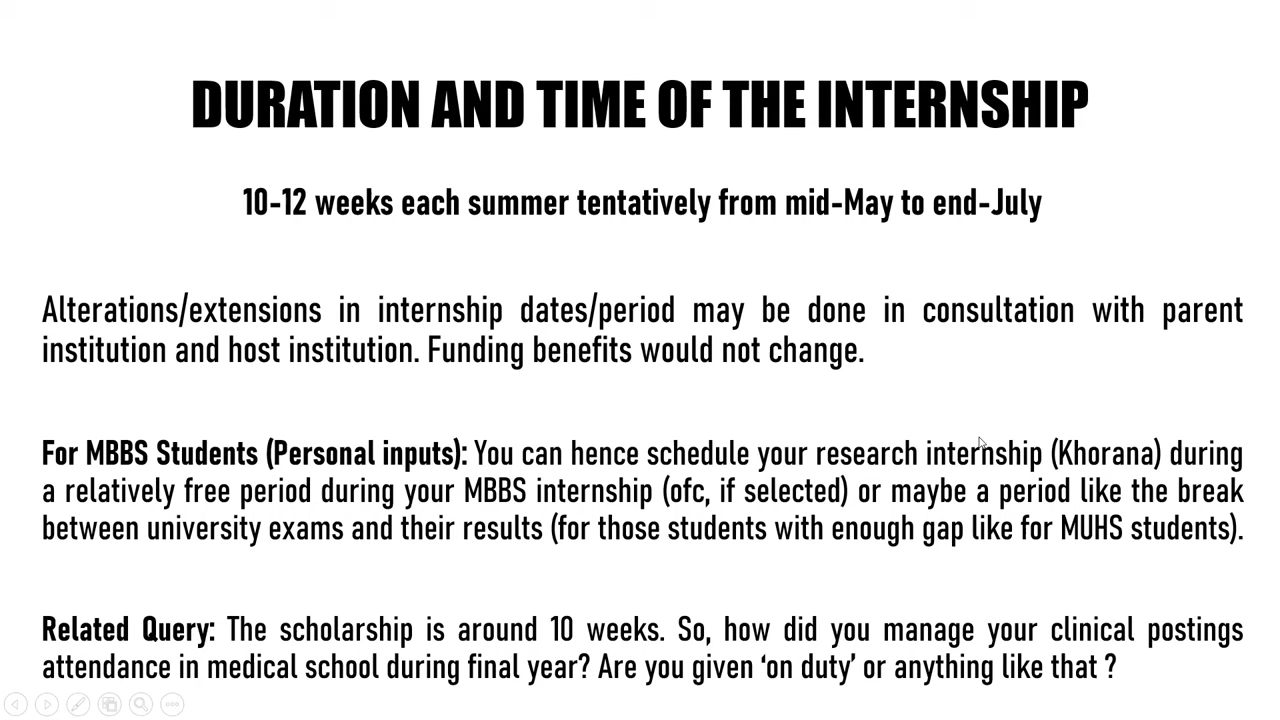 DURATION AND TIME OF THE INTERNSHIP
10-12 weeks each summer tentatively from mid-May to end-July
Alterations/extensions in internship dates/period may be done in consultation with parent
institution and host institution. Funding benefits would not change.
For MBBS Students (Personal inputs): You can hence schedule your research internship (Khorana) during
a relatively free period during your MBBS internship (ofc, if selected) or maybe a period like the break
between university exams and their results (for those students with enough gap like for MUHS students).
Related Query: The scholarship is around 10 weeks. So, how did you manage your clinical postings
attendance in medical school during final year? Are you given ‘on duty’ or anything like that ?